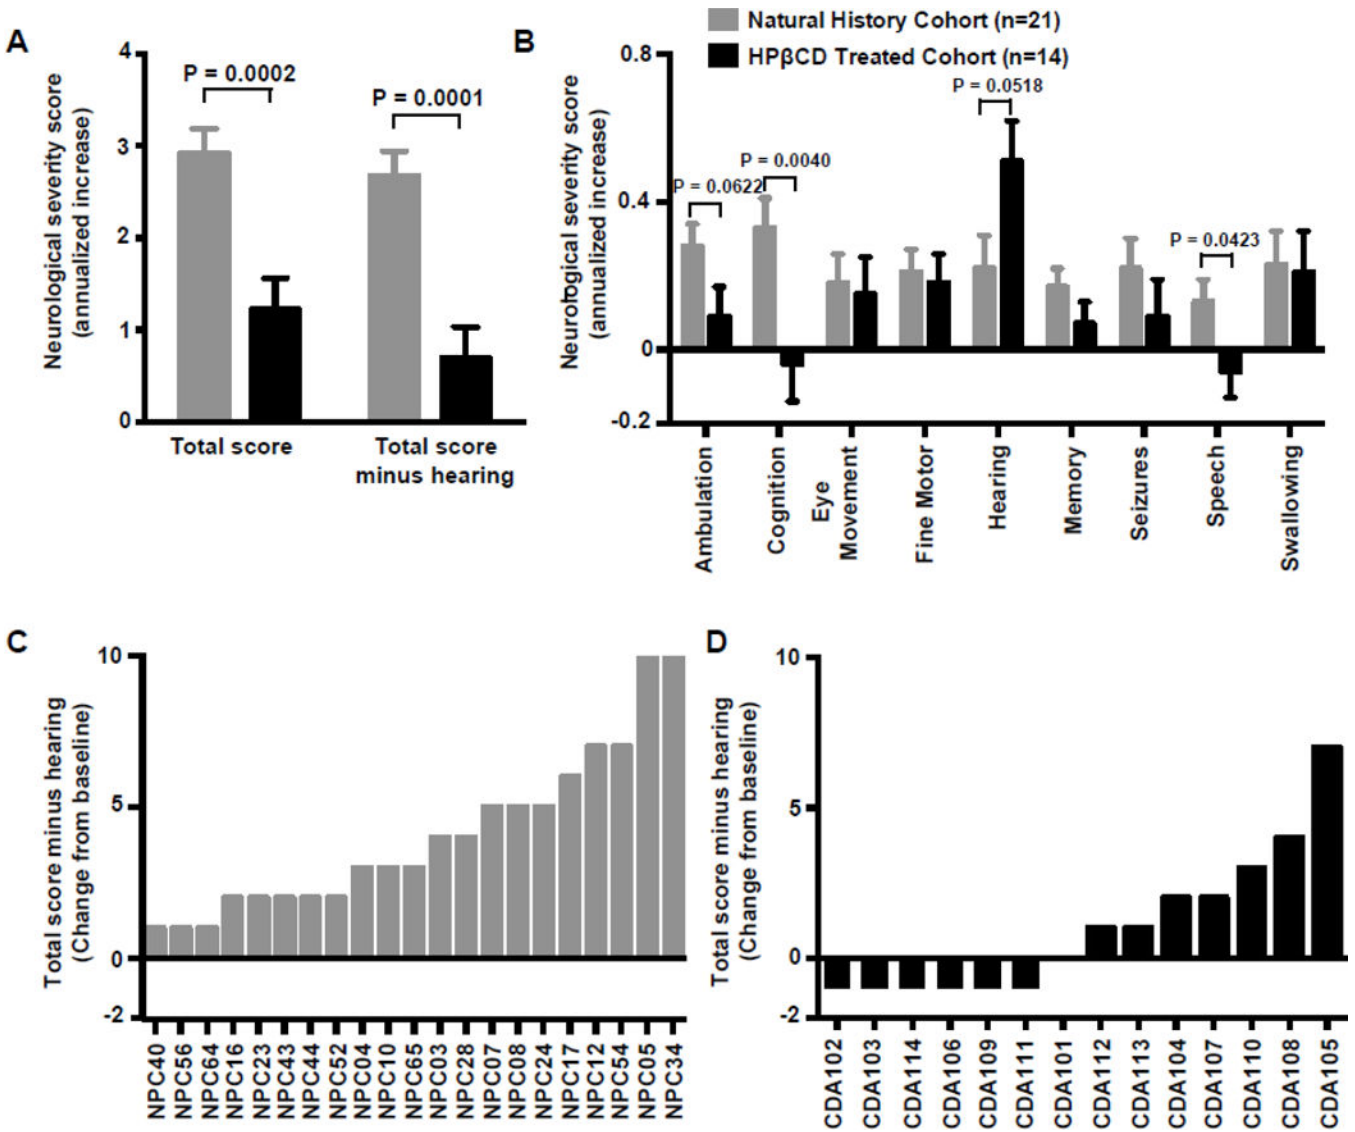 A
Neurological severity score
(annualized increase)
4
3
2
1
0
P = 0.0002
P = 0.0001
Total score
Total score
minus hearing
B
Natural History Cohort (n=21)
HPβCD Treated Cohort (n=14)
Neurological severity score
(annualized increase)
0.8
0.4
0
-0.2
P = 0.0622
P = 0.0040
P = 0.0518
P = 0.0423
Ambulation
Cognition
Eye
Movement
Fine Motor
Hearing
Memory
Seizures
Speech
Swallowing
C
Total score minus hearing
(Change from baseline)
10
5
0
-2
NPC40
NPC56
NPC64
NPC16
NPC23
NPC43
NPC44
NPC52
NPC04
NPC10
NPC65
NPC03
NPC28
NPC07
NPC08
NPC24
NPC17
NPC12
NPC54
NPC05
NPC34
D
Total score minus hearing
(Change from baseline)
10
5
0
-2
CDA102
CDA103
CDA114
CDA106
CDA109
CDA111
CDA101
CDA112
CDA113
CDA104
CDA107
CDA110
CDA108
CDA105